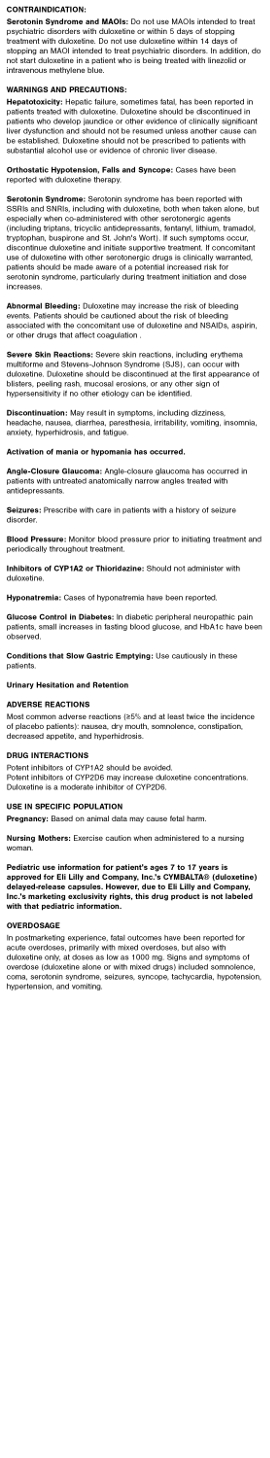 CONTRAINDICATION:
Serotonin Syndrome and MAOIs: Do not use MAOIs intended to treat
psychiatric disorders with duloxetine or within 5 days of stopping
treatment with duloxetine. Do not use duloxetine within 14 days of
stopping an MAOI intended to treat psychiatric disorders. In addition, do
not start duloxetine in a patient who is being treated with linezolid or
intravenous methylene blue.
WARNINGS AND PRECAUTIONS:
Hepatotoxicity: Hepatic failure, sometimes fatal, has been reported in
patients treated with duloxetine. Duloxetine should be discontinued in
patients who develop jaundice or other evidence of clinically significant
liver dysfunction and should not be resumed unless another cause can
be established. Duloxetine should not be prescribed to patients with
substantial alcohol use or evidence of chronic liver disease.
Orthostatic Hypotension, Falls and Syncope: Cases have been
reported with duloxetine therapy.
Serotonin Syndrome: Serotonin syndrome has been reported with
SSRIs and SNRIs, including with duloxetine, both when taken alone, but
especially when co-administered with other serotonergic agents
(including triptans, tricyclic antidepressants, fentanyl, lithium, tramadol,
tryptophan, buspirone and St. John's Wort). If such symptoms occur,
discontinue duloxetine and initiate supportive treatment. If concomitant
use of duloxetine with other serotonergic drugs is clinically warranted,
patients should be made aware of a potential increased risk for
serotonin syndrome, particularly during treatment initiation and dose
increases.
Abnormal Bleeding: Duloxetine may increase the risk of bleeding
events. Patients should be cautioned about the risk of bleeding
associated with the concomitant use of duloxetine and NSAIDs, aspirin,
or other drugs that affect coagulation .
Severe Skin Reactions: Severe skin reactions, including erythema
multiforme and Stevens-Johnson Syndrome (SJS), can occur with
duloxetine. Duloxetine should be discontinued at the first appearance of
blisters, peeling rash, mucosal erosions, or any other sign of
hypersensitivity if no other etiology can be identified.
Discontinuation: May result in symptoms, including dizziness,
headache, nausea, diarrhea, paresthesia, irritability, vomiting, insomnia,
anxiety, hyperhidrosis, and fatigue.
Activation of mania or hypomania has occurred.
Angle-Closure Glaucoma: Angle-closure glaucoma has occurred in
patients with untreated anatomically narrow angles treated with
antidepressants.
Seizures: Prescribe with care in patients with a history of seizure
disorder.
Blood Pressure: Monitor blood pressure prior to initiating treatment and
periodically throughout treatment.
Inhibitors of CYP1A2 or Thioridazine: Should not administer with
duloxetine.
Hyponatremia: Cases of hyponatremia have been reported.
Glucose Control in Diabetes: In diabetic peripheral neuropathic pain
patients, small increases in fasting blood glucose, and HbA1c have been
observed.
Conditions that Slow Gastric Emptying: Use cautiously in these
patients.
Urinary Hesitation and Retention
ADVERSE REACTIONS
Most common adverse reactions (≥5% and at least twice the incidence
of placebo patients): nausea, dry mouth, somnolence, constipation,
decreased appetite, and hyperhidrosis.
DRUG INTERACTIONS
Potent inhibitors of CYP1A2 should be avoided.
Potent inhibitors of CYP2D6 may increase duloxetine concentrations.
Duloxetine is a moderate inhibitor of CYP2D6.
USE IN SPECIFIC POPULATION
Pregnancy: Based on animal data may cause fetal harm.
Nursing Mothers: Exercise caution when administered to a nursing
woman.
Pediatric use information for patient's ages 7 to 17 years is
approved for Eli Lilly and Company, Inc.'s CYMBALTA® (duloxetine)
delayed-release capsules. However, due to Eli Lilly and Company,
Inc.'s marketing exclusivity rights, this drug product is not labeled
with that pediatric information.
OVERDOSAGE
In postmarketing experience, fatal outcomes have been reported for
acute overdoses, primarily with mixed overdoses, but also with
duloxetine only, at doses as low as 1000 mg. Signs and symptoms of
overdose (duloxetine alone or with mixed drugs) included somnolence,
coma, serotonin syndrome, seizures, syncope, tachycardia, hypotension,
hypertension, and vomiting.